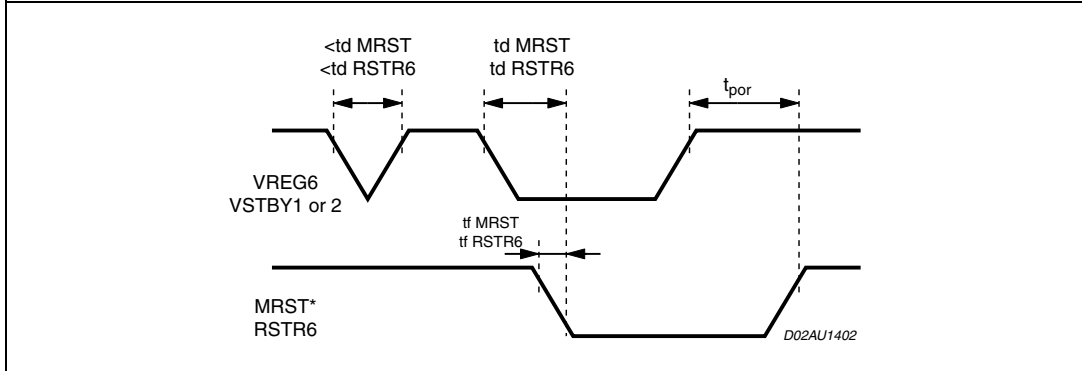 <td MRST
<td RSTR6
td MRST
td RSTR6
tpor
VREG6
VSTBY1 or 2
tf MRST
tf RSTR6
MRST*
RSTR6
D02AU1402